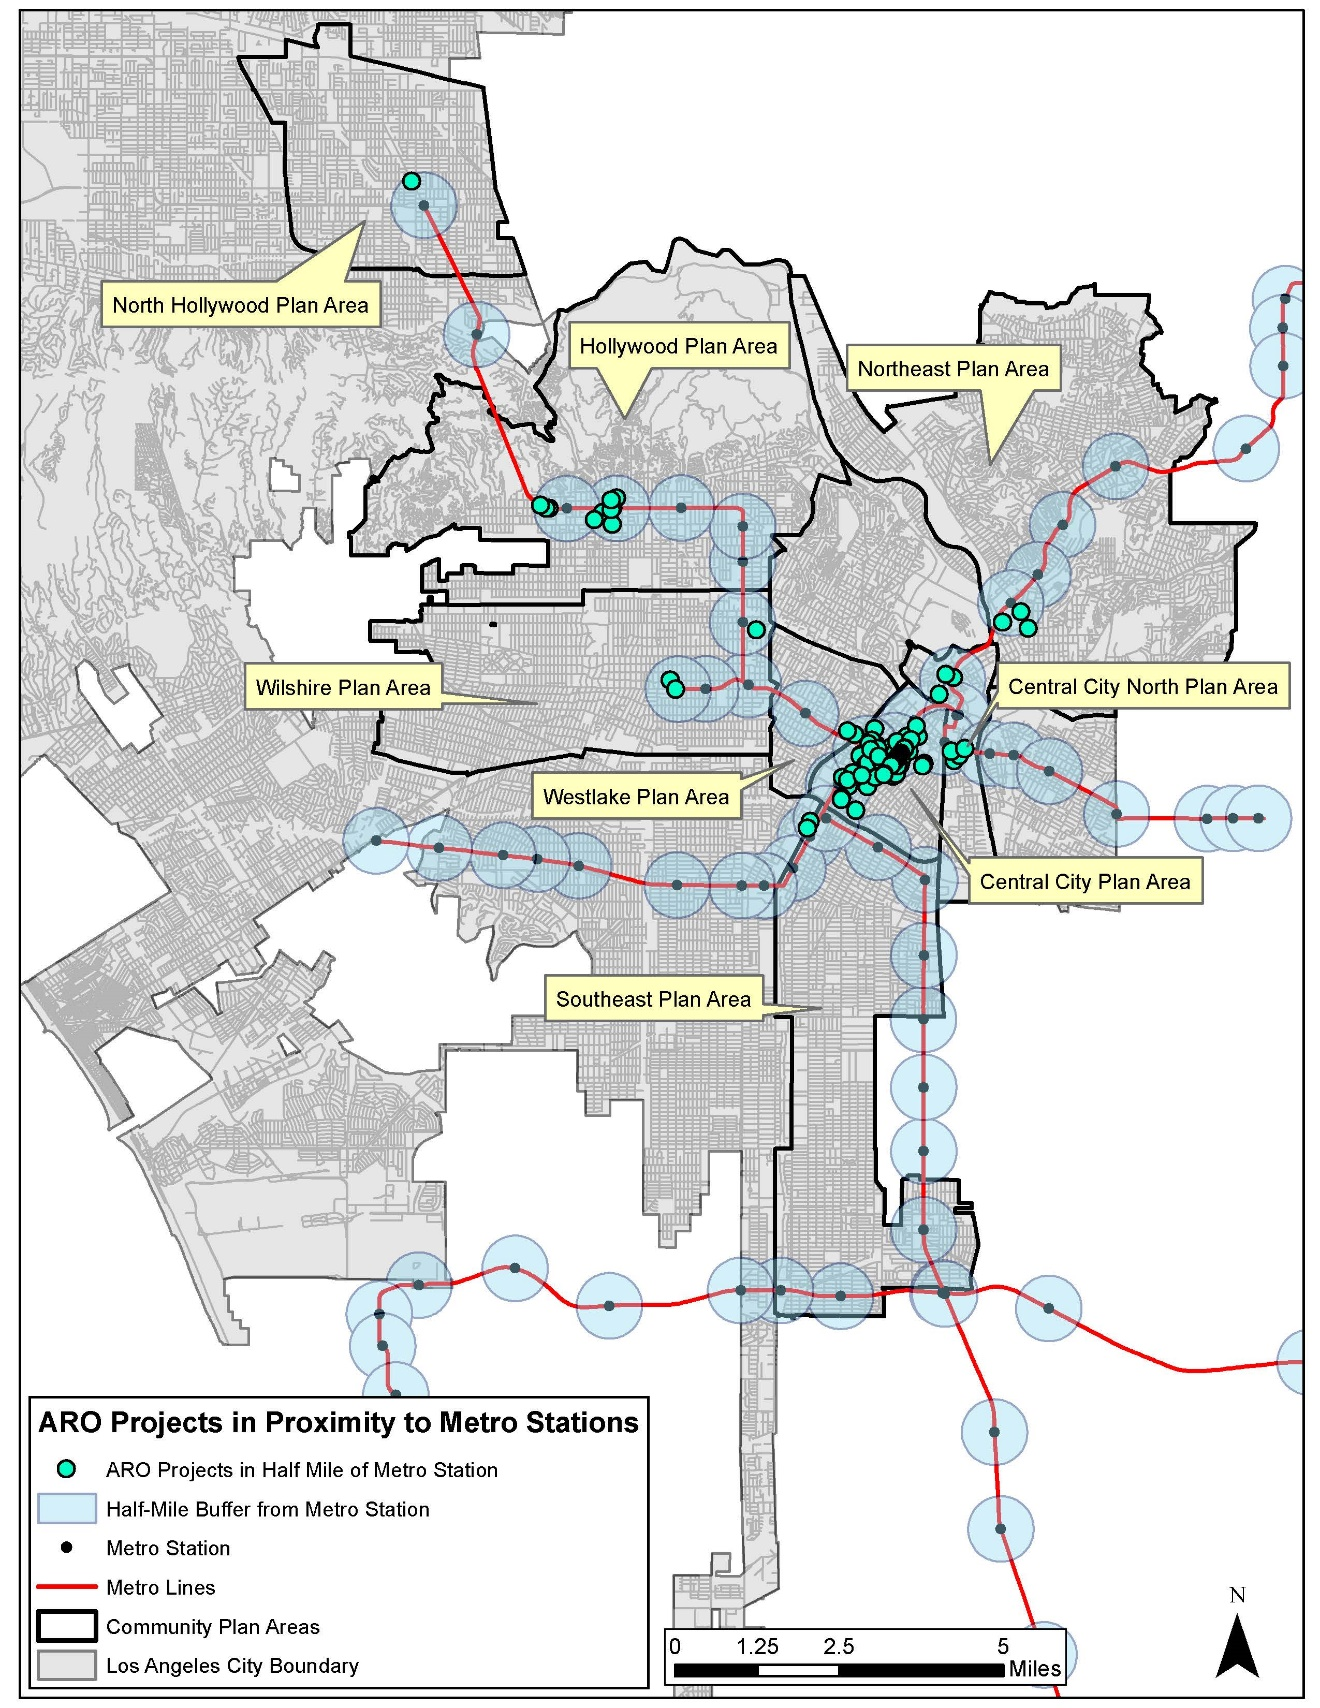 North Hollywood Plan Area
Hollywood Plan Area
Northeast Plan Area
Wilshire Plan Area
Central City North Plan Area
Westlake Plan Area
Central City Plan Area
Southeast Plan Area
ARO Projects in Proximity to Metro Stations
ARO Projects in Half Mile of Metro Station
Half-Mile Buffer from Metro Station
Metro Station
Metro Lines
Community Plan Areas
Los Angeles City Boundary
N
0 1.25 2.5 5
Miles